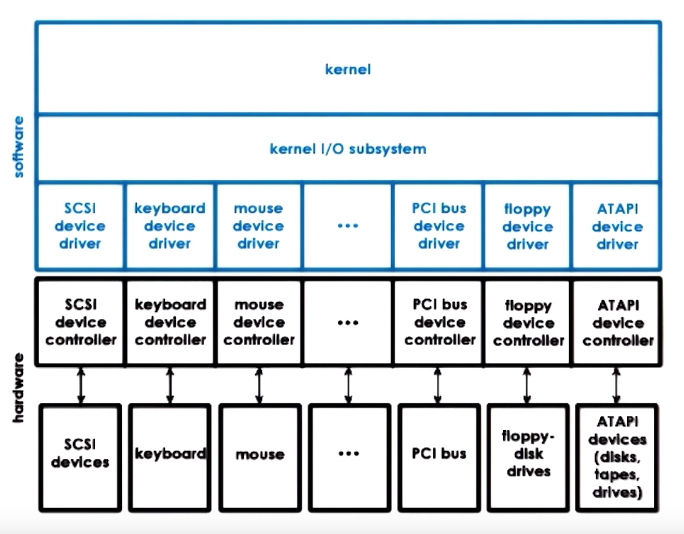 software
kernel
kernel I/O subsystem
SCSI
device
driver
keyboard
device
driver
mouse
device
driver
...
PCI bus
device
driver
floppy
device
driver
ATAPI
device
driver
hardware
SCSI
device
controller
keyboard
device
controller
mouse
device
controller
...
PCI bus
device
controller
floppy
device
controller
ATAPI
device
controller
SCSI
devices
keyboard
mouse
...
PCI bus
floppy-
disk
drives
ATAPI
devices
(disks,
tapes,
drives)